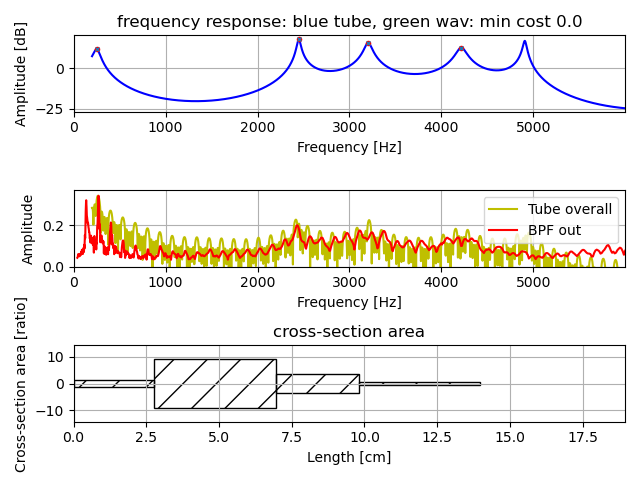 frequency response: blue tube, green wav: min cost 0.0
Amplitude [dB]
0
−25
0 1000 2000 3000 4000 5000
Frequency [Hz]
Amplitude
0.2
0.0
Tube overall
BPF out
0 1000 2000 3000 4000 5000
Frequency [Hz]
cross-section area
Cross-section area [ratio]
10
0
−10
0.0 2.5 5.0 7.5 10.0 12.5 15.0 17.5
Length [cm]